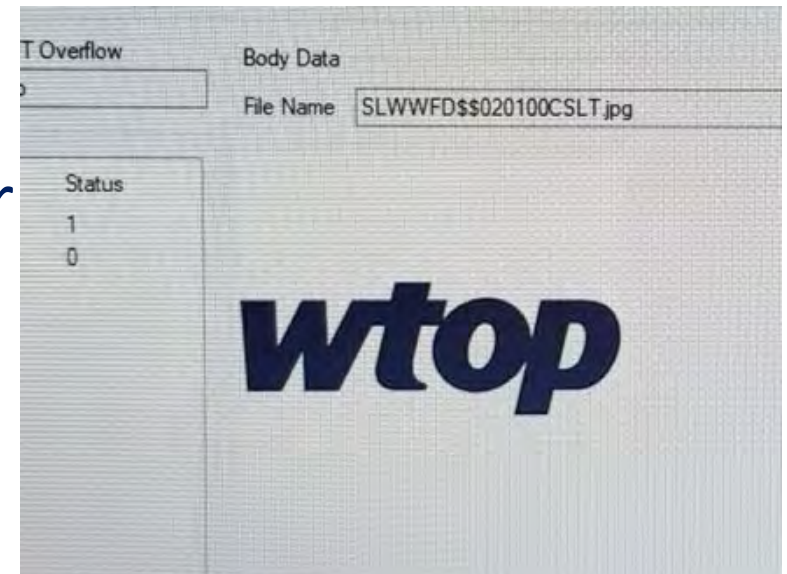 T Overflow
Body Data
File Name SLWWFD$$020100CSLT.jpg
Status
1
0
wtop